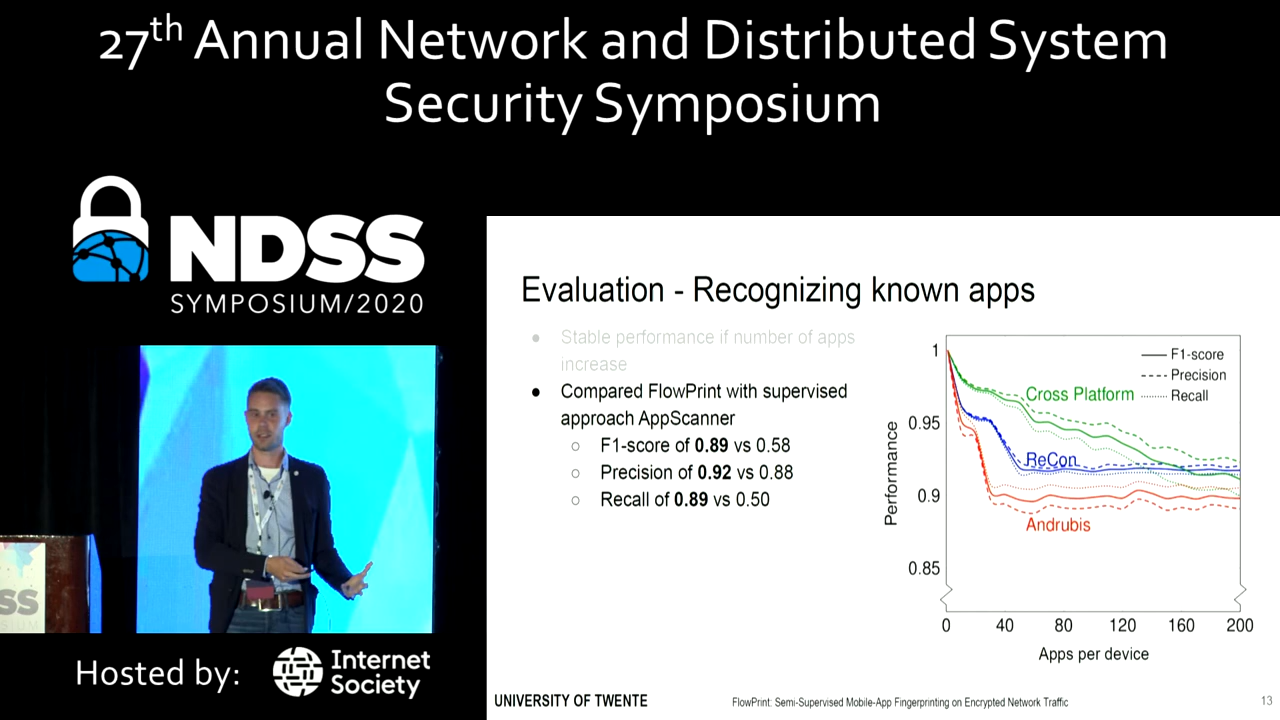 27th Annual Network and Distributed System
Security Symposium
NDSS
SYMPOSIUM/2020
SS
SIUM
Hosted by:
Internet
Society
Evaluation - Recognizing known apps
● Stable performance if number of apps
increase
● Compared FlowPrint with supervised
approach AppScanner
○ F1-score of 0.89 vs 0.58
○ Precision of 0.92 vs 0.88
○ Recall of 0.89 vs 0.50
Performance
1
0.95
0.9
0.85
F1-score
Precision
Recall
Cross Platform
ReCon
Andrubis
0 40 80 120 160 200
Apps per device
UNIVERSITY OF TWENTE
FlowPrint: Semi-Supervised Mobile-App Fingerprinting on Encrypted Network Traffic
13